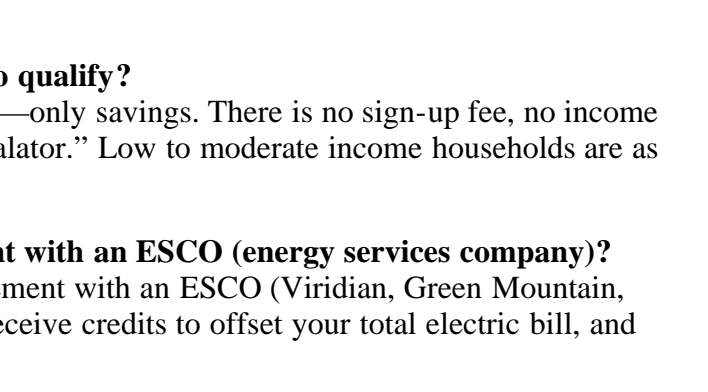 o qualify?
—only savings. There is no sign-up fee, no income
alator.” Low to moderate income households are as
nt with an ESCO (energy services company)?
ement with an ESCO (Viridian, Green Mountain,
eceive credits to offset your total electric bill, and